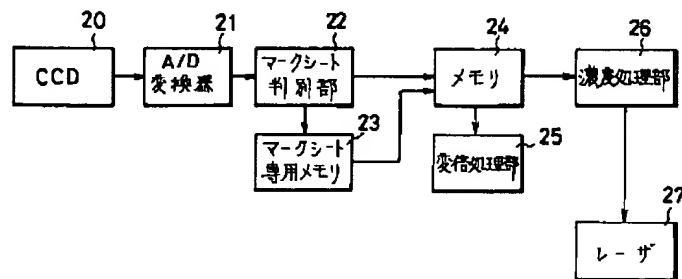 20
CCD
21
A/D
変換器
22
マークシート
判別部
23
マークシート
専用メモリ
24
メモリ
25
変倍処理部
26
濃度処理部
27
レーザ